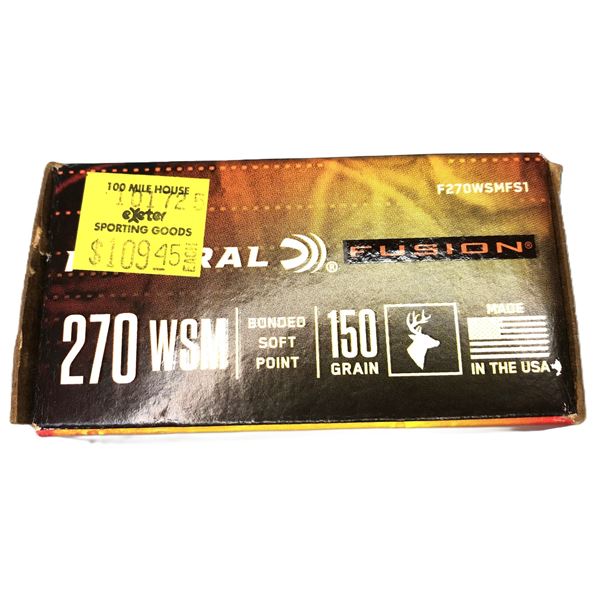 100 MILE HOUSE
exeter
SPORTING GOODS
$109.45 EACH
F270WSMFS1
RAL ® FUSION®
270 WSM
BONDED
SOFT
POINT
150
GRAIN
MADE
IN THE USA